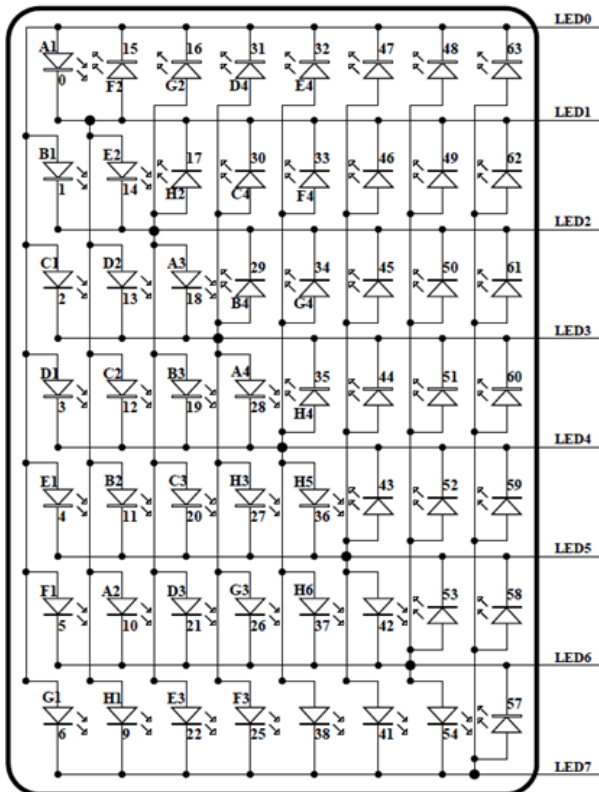 LED0
A1 15 16 31 32 47 48 63
0 F2 G2 D4 E4
LED1
B1 E2 17 30 33 46 49 62
1 14 H2 C4 F4
LED2
C1 D2 A3 29 34 45 50 61
2 13 18 B4 G4
LED3
D1 C2 B3 A4 35 44 51 60
3 12 19 28 H4
LED4
E1 B2 C3 H3 H5 43 52 59
4 11 20 27 36
LED5
F1 A2 D3 G3 H6 53 58
5 10 21 26 37 42
LED6
G1 H1 E3 F3 57
6 9 22 25 38 41 54
LED7